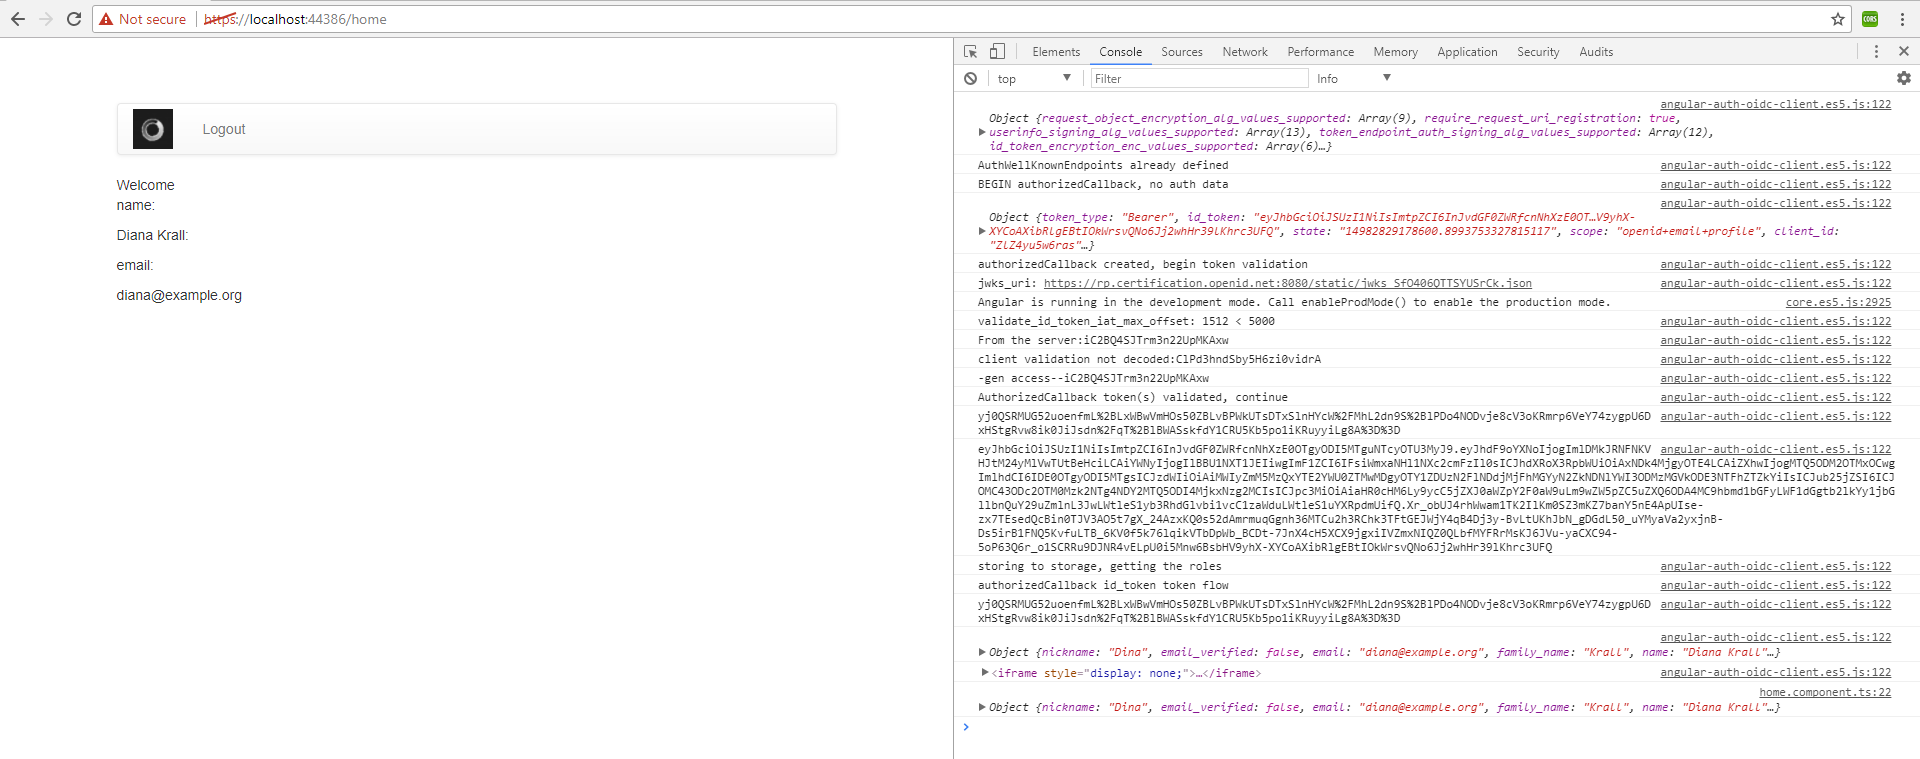 Not secure https://localhost:44386/home
CORS
Elements Console Sources Network Performance Memory Application Security Audits
top Filter Info
Logout
Welcome
name:
Diana Krall:
email:
diana@example.org
angular-auth-oidc-client.es5.js:122
Object {request_object_encryption_alg_values_supported: Array(9), require_request_uri_registration: true,
userinfo_signing_alg_values_supported: Array(13), token_endpoint_auth_signing_alg_values_supported: Array(12),
id_token_encryption_enc_values_supported: Array(6)…}
AuthWellKnownEndpoints already defined angular-auth-oidc-client.es5.js:122
BEGIN authorizedCallback, no auth data angular-auth-oidc-client.es5.js:122
angular-auth-oidc-client.es5.js:122
Object {token_type: "Bearer", id_token: "eyJhbGciOiJSUzI1NiIsImtpZCI6InJvdGF0ZWRfcnNhXzE0OT…V9yhX-
XYCoAXibRlgEBtIOkWrsvQNo6Jj2whHr39lKhrc3UFQ", state: "14982829178600.8993753327815117", scope: "openid+email+profile", client_id:
"ZlZ4yu5w6ras"…}
authorizedCallback created, begin token validation angular-auth-oidc-client.es5.js:122
jwks_uri: https://rp.certification.openid.net:8080/static/jwks_SfO406QTTSYUSrCk.json angular-auth-oidc-client.es5.js:122
Angular is running in the development mode. Call enableProdMode() to enable the production mode. core.es5.js:2925
validate_id_token_iat_max_offset: 1512 < 5000 angular-auth-oidc-client.es5.js:122
From the server:iC2BQ4SJTrm3n22UpMKAxw angular-auth-oidc-client.es5.js:122
client validation not decoded:ClPd3hndSby5H6zi0vidrA angular-auth-oidc-client.es5.js:122
-gen access--iC2BQ4SJTrm3n22UpMKAxw angular-auth-oidc-client.es5.js:122
AuthorizedCallback token(s) validated, continue angular-auth-oidc-client.es5.js:122
yj0QSRMUG52uoenfmL%2BLxWBwVmHOs50ZBLvBPWkUTsDTxSlnHYcW%2FMhL2dn9S%2BlPDo4NODvje8cV3oKRmrp6VeY74zygpU6D angular-auth-oidc-client.es5.js:122
xHStgRvw8ik0JiJsdn%2FqT%2BlBWASskfdY1CRU5Kb5po1iKRuyyiLg8A%3D%3D
angular-auth-oidc-client.es5.js:122
storing to storage, getting the roles angular-auth-oidc-client.es5.js:122
authorizedCallback id_token token flow angular-auth-oidc-client.es5.js:122
yj0QSRMUG52uoenfmL%2BLxWBwVmHOs50ZBLvBPWkUTsDTxSlnHYcW%2FMhL2dn9S%2BlPDo4NODvje8cV3oKRmrp6VeY74zygpU6D angular-auth-oidc-client.es5.js:122
xHStgRvw8ik0JiJsdn%2FqT%2BlBWASskfdY1CRU5Kb5po1iKRuyyiLg8A%3D%3D
angular-auth-oidc-client.es5.js:122
Object {nickname: "Dina", email_verified: false, email: "diana@example.org", family_name: "Krall", name: "Diana Krall"…}
<iframe style="display: none;">…</iframe> angular-auth-oidc-client.es5.js:122
home.component.ts:22
Object {nickname: "Dina", email_verified: false, email: "diana@example.org", family_name: "Krall", name: "Diana Krall"…}